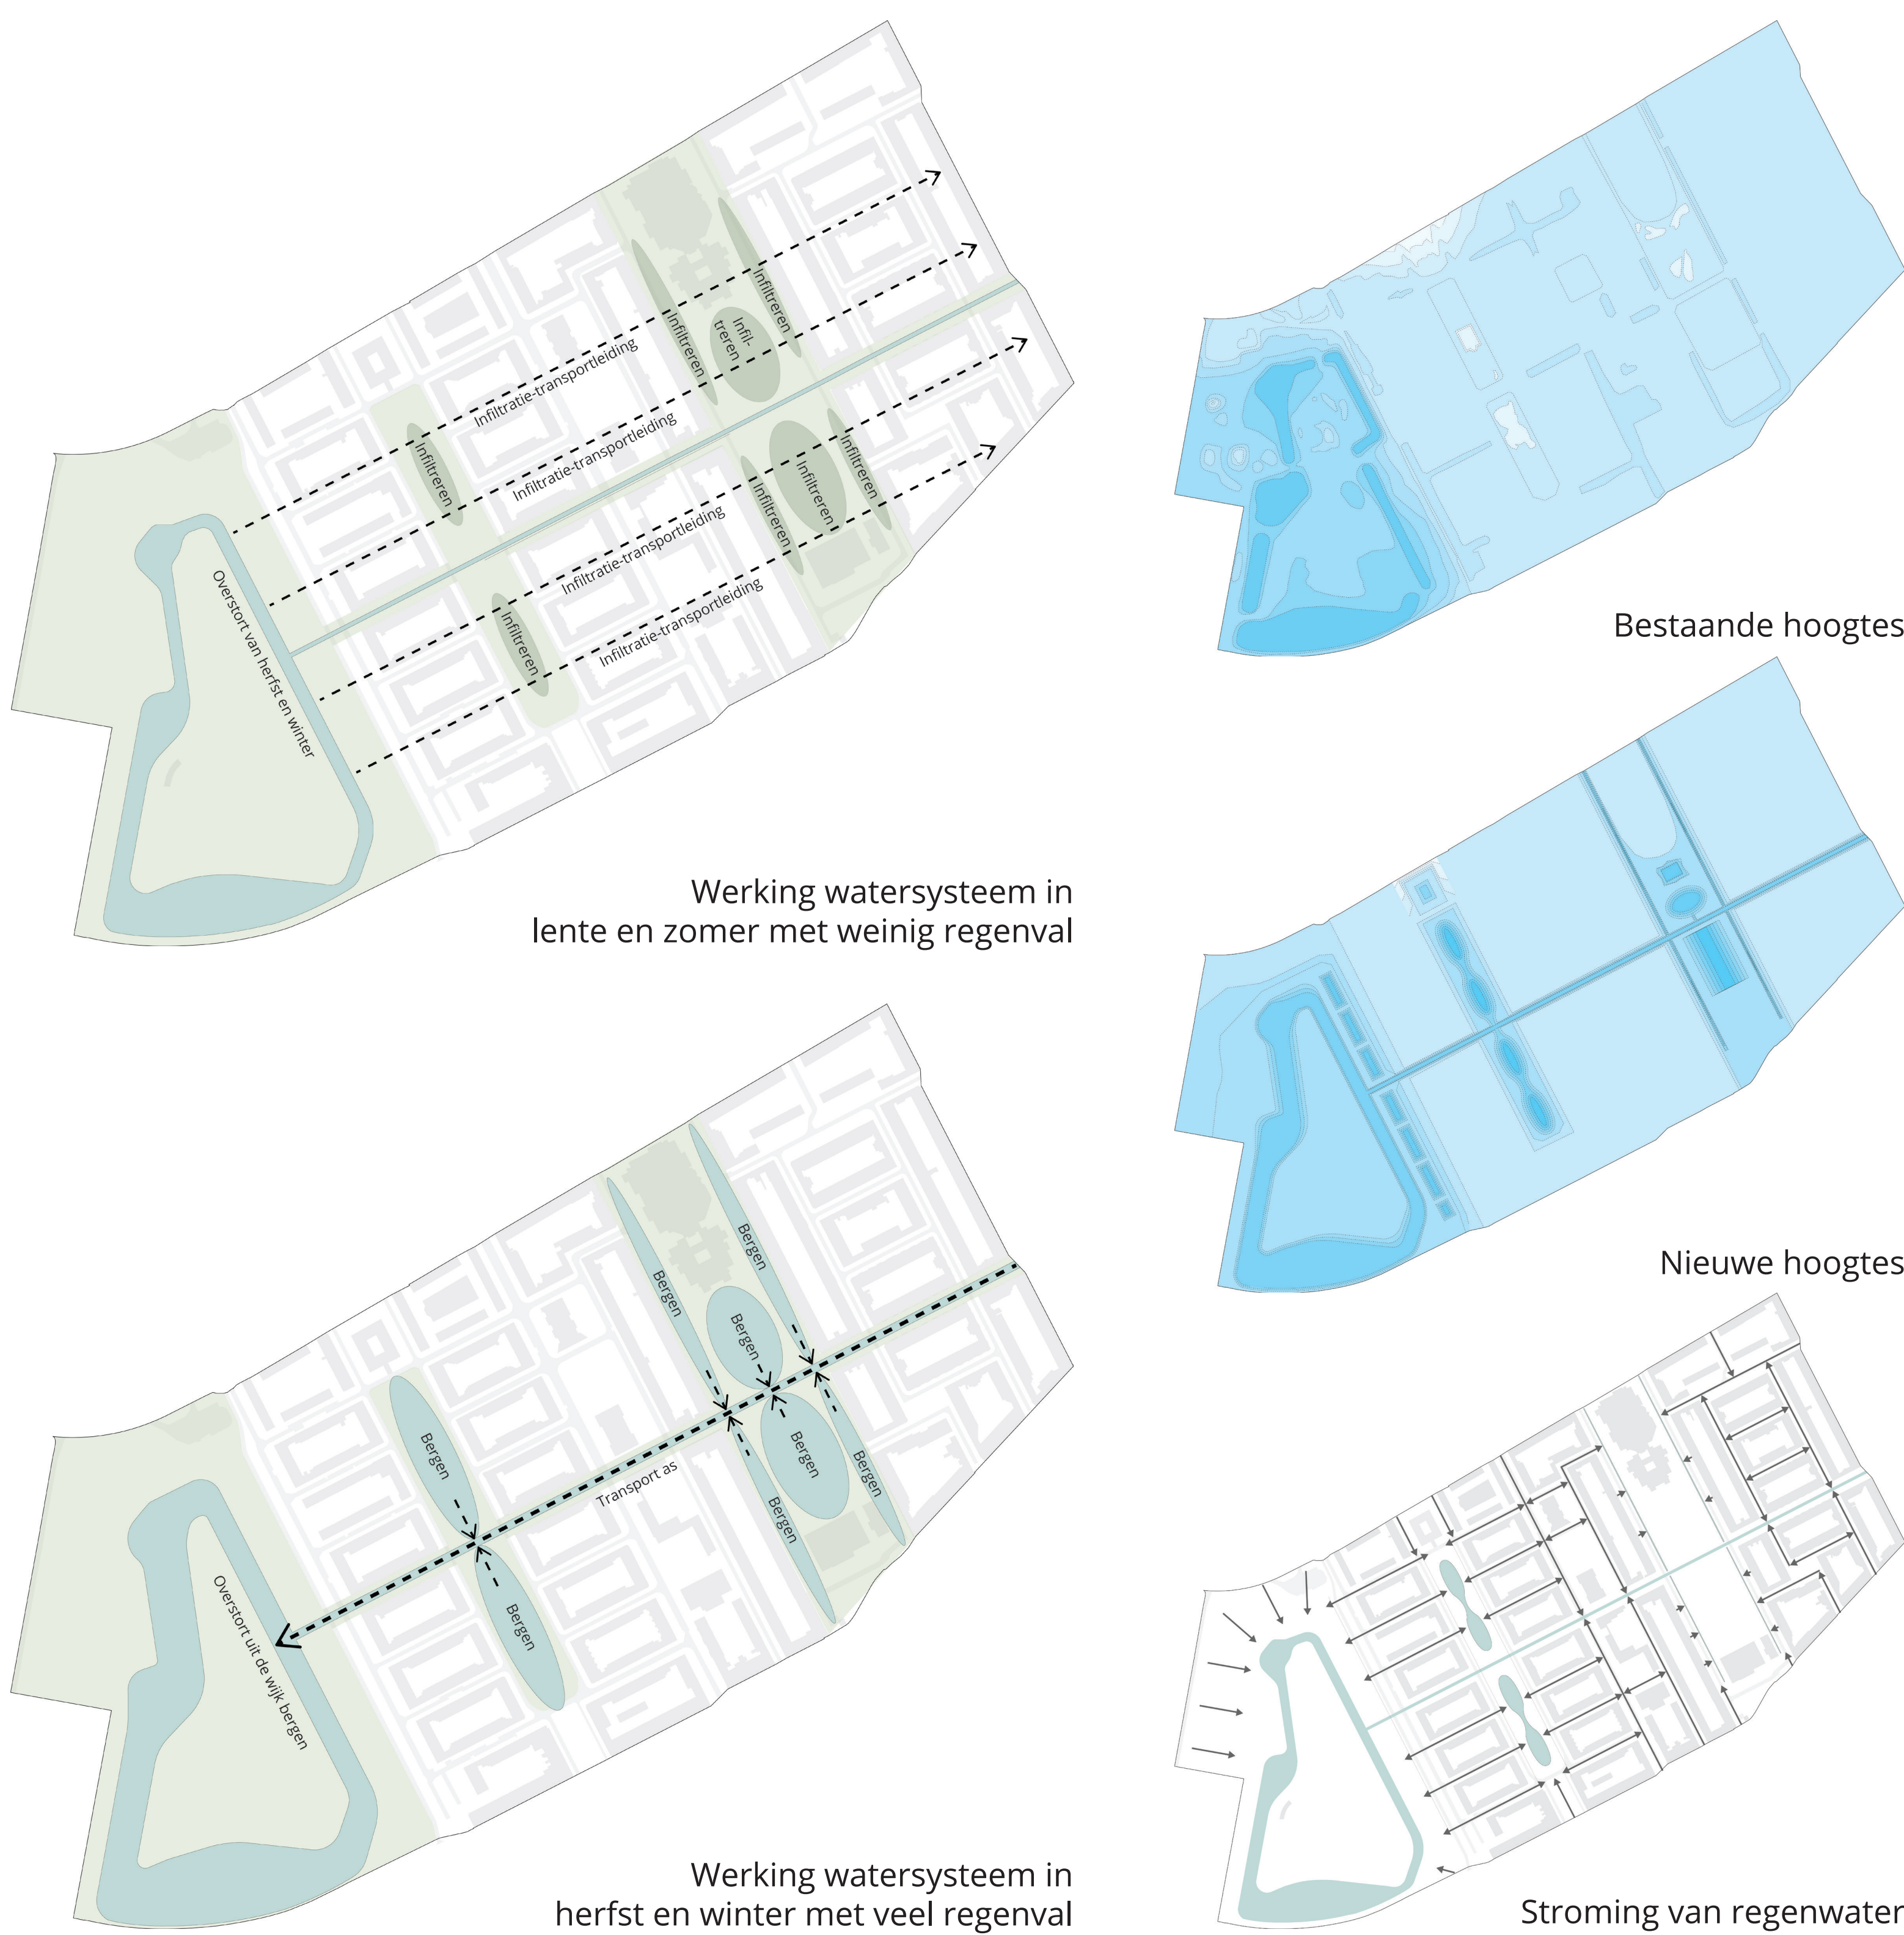 Infiltreren
Infiltreren
Infil-
treren
Infiltratie-transportleiding
Infiltratie-transportleiding
Infiltreren
Infiltreren
Infiltreren
Infiltreren
Infiltratie-transportleiding
Infiltreren
Infiltratie-transportleiding
Overstort van herfst en winter
Werking watersysteem in
lente en zomer met weinig regenval
Bestaande hoogtes
Nieuwe hoogtes
Bergen
Bergen
Bergen
Bergen
Bergen
Bergen
Bergen
Bergen
Transport as
Overstort uit de wijk bergen
Werking watersysteem in
herfst en winter met veel regenval
Stroming van regenwater